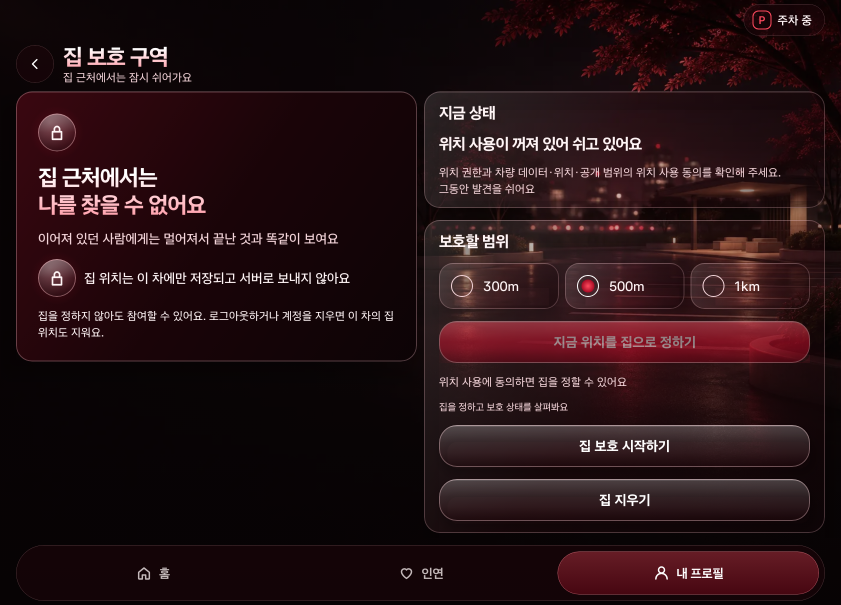 P 주차 중
집 보호 구역
집 근처에서는 잠시 쉬어가요
집 근처에서는
나를 찾을 수 없어요
이어져 있던 사람에게는 멀어져서 끝난 것과 똑같이 보여요
집 위치는 이 차에만 저장되고 서버로 보내지 않아요
집을 정하지 않아도 참여할 수 있어요. 로그아웃하거나 계정을 지우면 이 차의 집
위치도 지워요.
지금 상태
위치 사용이 꺼져 있어 쉬고 있어요
위치 권한과 차량 데이터·위치·공개 범위의 위치 사용 동의를 확인해 주세요.
그동안 발견을 쉬어요
보호할 범위
300m 500m 1km
지금 위치를 집으로 정하기
위치 사용에 동의하면 집을 정할 수 있어요
집을 정하고 보호 상태를 살펴봐요
집 보호 시작하기
집 지우기
홈 인연 내 프로필